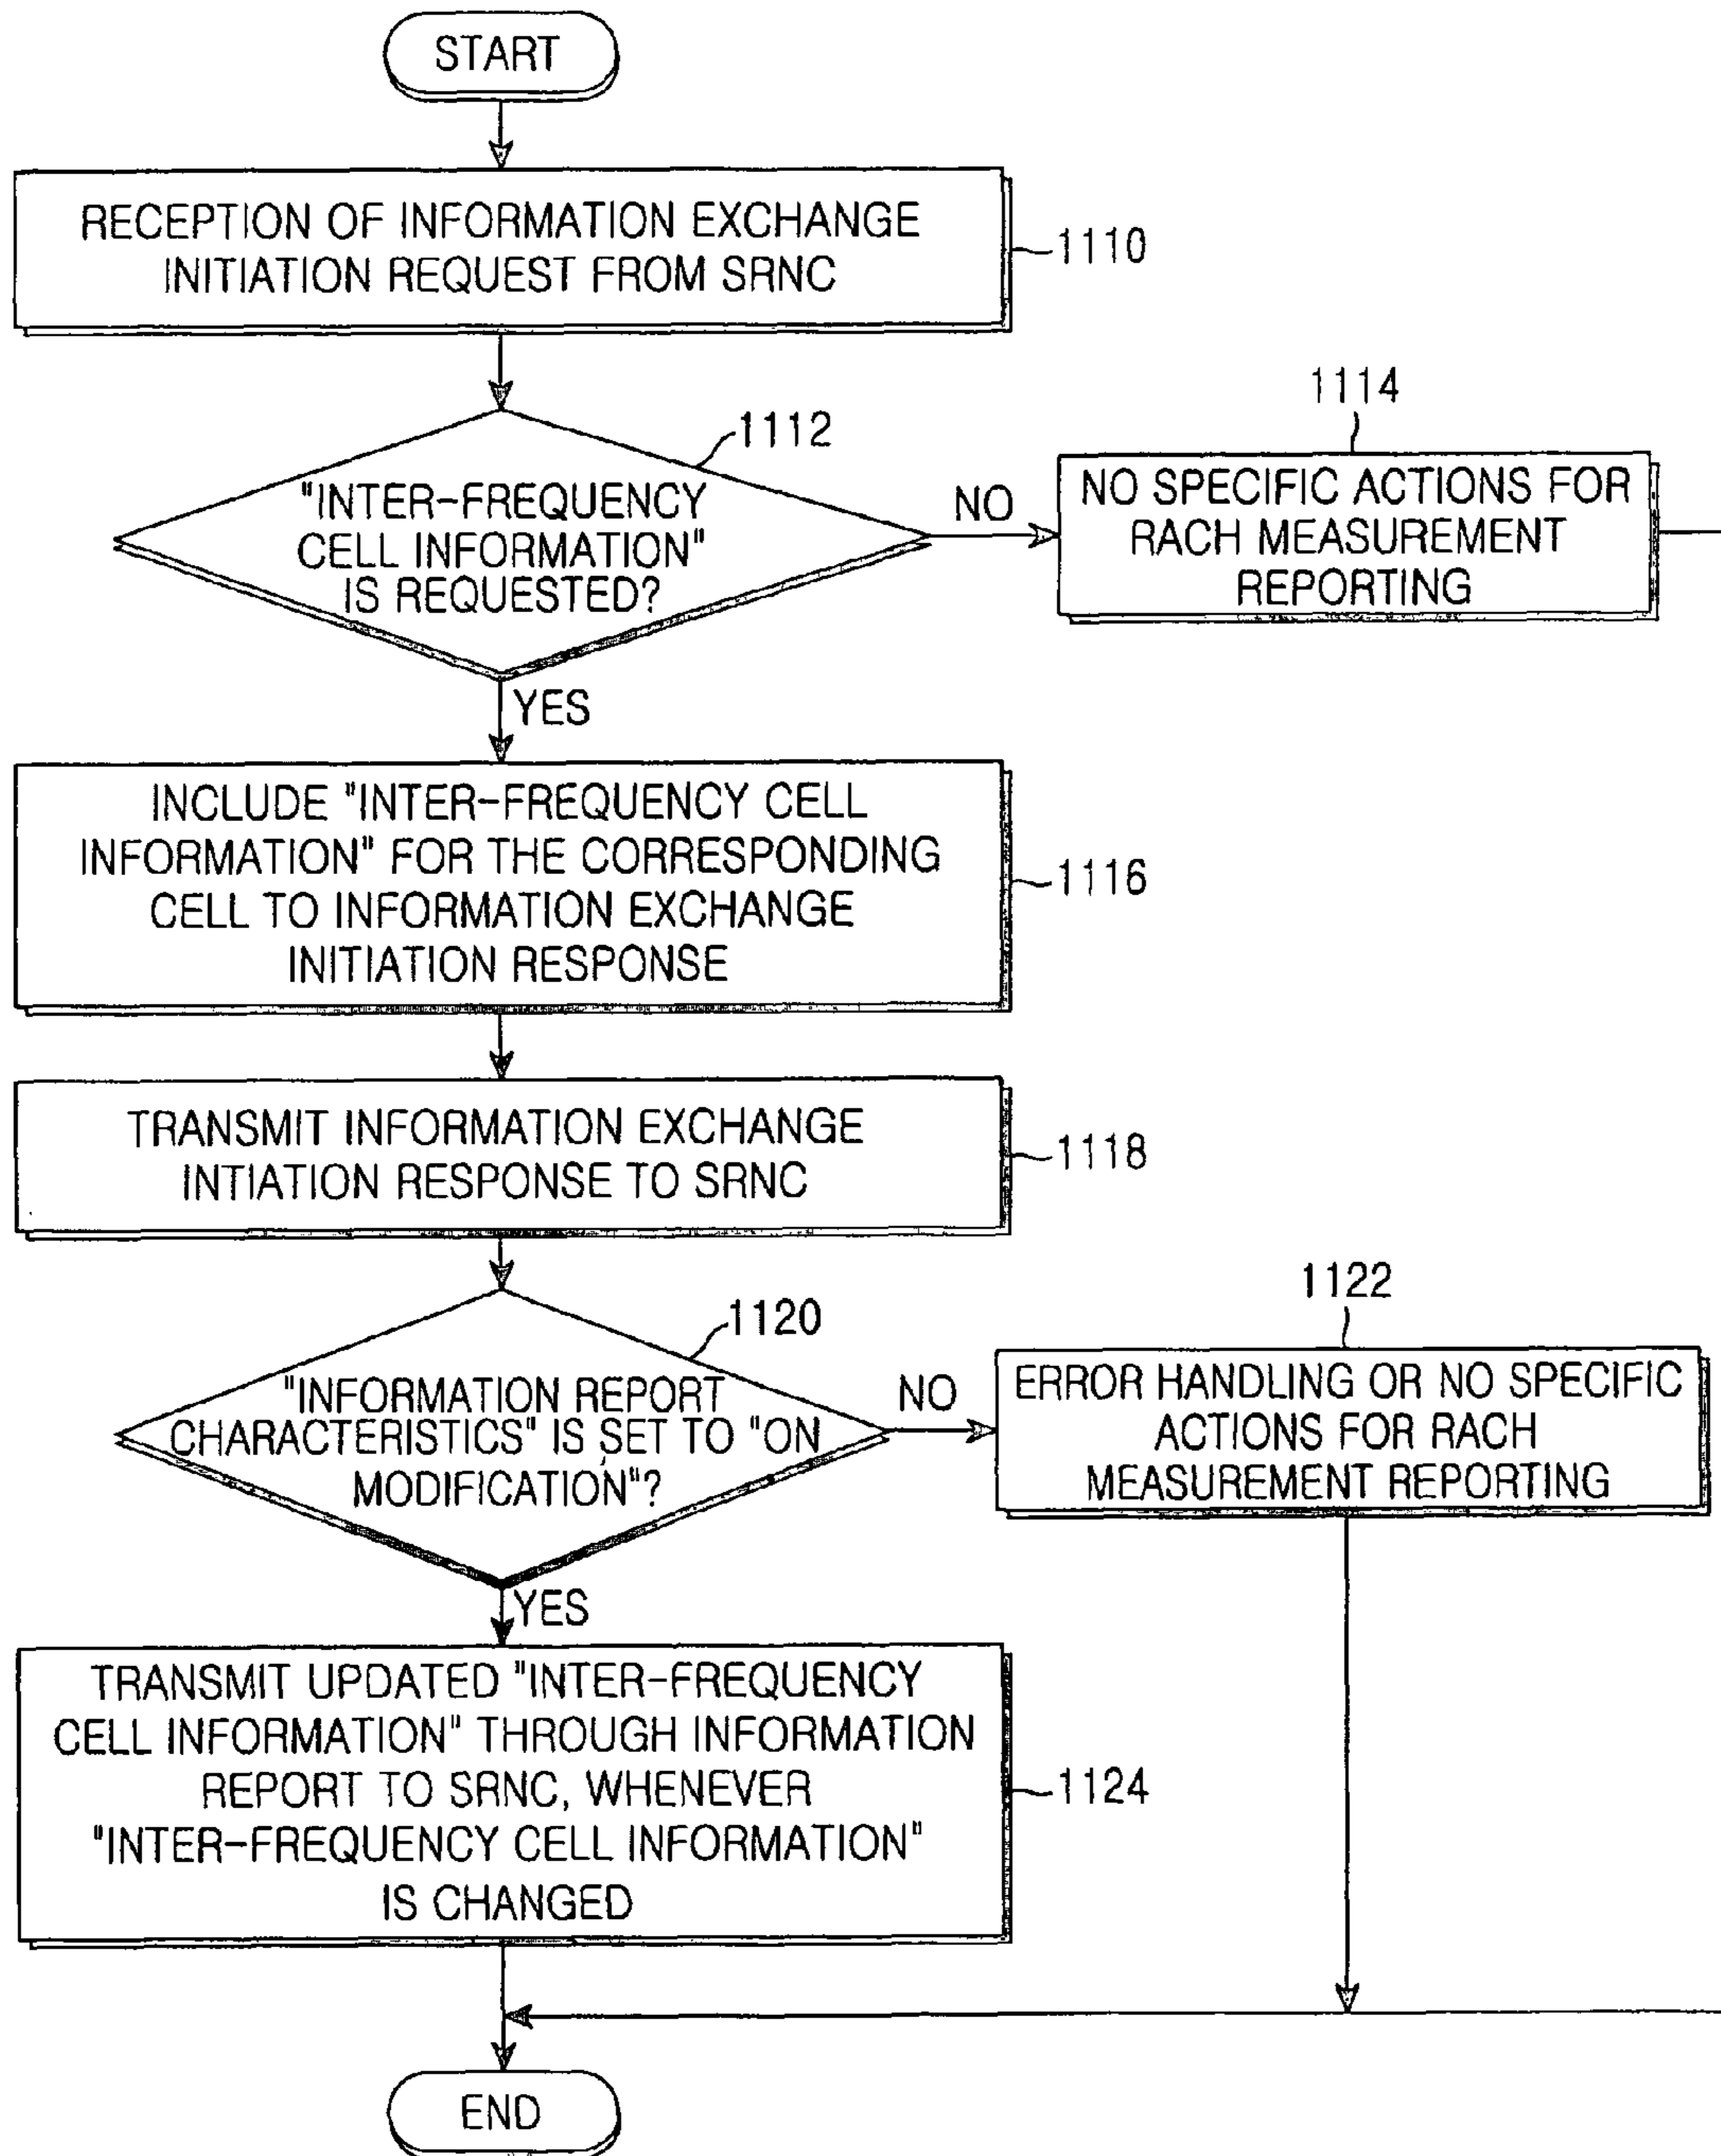 START
RECEPTION OF INFORMATION EXCHANGE
INITIATION REQUEST FROM SRNC
1110
1112
"INTER-FREQUENCY
CELL INFORMATION"
IS REQUESTED?
NO
1114
NO SPECIFIC ACTIONS FOR
RACH MEASUREMENT
REPORTING
YES
INCLUDE "INTER-FREQUENCY CELL
INFORMATION" FOR THE CORRESPONDING
CELL TO INFORMATION EXCHANGE
INITIATION RESPONSE
1116
TRANSMIT INFORMATION EXCHANGE
INTIATION RESPONSE TO SRNC
1118
1120
"INFORMATION REPORT
CHARACTERISTICS" IS SET TO "ON
MODIFICATION"?
NO
1122
ERROR HANDLING OR NO SPECIFIC
ACTIONS FOR RACH
MEASUREMENT REPORTING
YES
TRANSMIT UPDATED "INTER-FREQUENCY
CELL INFORMATION" THROUGH INFORMATION
REPORT TO SRNC, WHENEVER
"INTER-FREQUENCY CELL INFORMATION"
IS CHANGED
1124
END